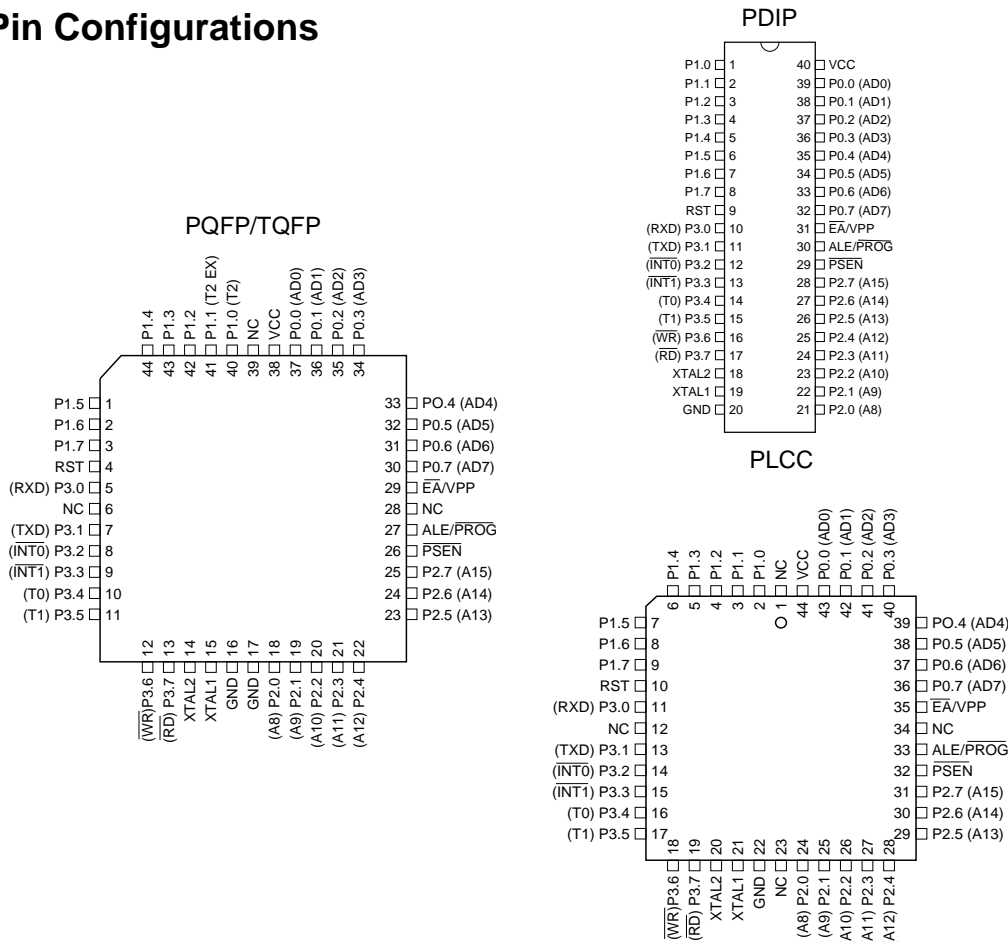 Pin Configurations
PDIP
P1.0 1
P1.1 2
P1.2 3
P1.3 4
P1.4 5
P1.5 6
P1.6 7
P1.7 8
RST 9
(RXD) P3.0 10
(TXD) P3.1 11
(INT0) P3.2 12
(INT1) P3.3 13
(T0) P3.4 14
(T1) P3.5 15
(WR) P3.6 16
(RD) P3.7 17
XTAL2 18
XTAL1 19
GND 20
40 VCC
39 P0.0 (AD0)
38 P0.1 (AD1)
37 P0.2 (AD2)
36 P0.3 (AD3)
35 P0.4 (AD4)
34 P0.5 (AD5)
33 P0.6 (AD6)
32 P0.7 (AD7)
31 EA/VPP
30 ALE/PROG
29 PSEN
28 P2.7 (A15)
27 P2.6 (A14)
26 P2.5 (A13)
25 P2.4 (A12)
24 P2.3 (A11)
23 P2.2 (A10)
22 P2.1 (A9)
21 P2.0 (A8)
PQFP/TQFP
44 P1.4
43 P1.3
42 P1.2
41 P1.1 (T2 EX)
40 P1.0 (T2)
39 NC
38 VCC
37 P0.0 (AD0)
36 P0.1 (AD1)
35 P0.2 (AD2)
34 P0.3 (AD3)
P1.5 1
P1.6 2
P1.7 3
RST 4
(RXD) P3.0 5
NC 6
(TXD) P3.1 7
(INT0) P3.2 8
(INT1) P3.3 9
(T0) P3.4 10
(T1) P3.5 11
33 PO.4 (AD4)
32 P0.5 (AD5)
31 P0.6 (AD6)
30 P0.7 (AD7)
29 EA/VPP
28 NC
27 ALE/PROG
26 PSEN
25 P2.7 (A15)
24 P2.6 (A14)
23 P2.5 (A13)
(WR)P3.6 12
(RD) P3.7 13
XTAL2 14
XTAL1 15
GND 16
GND 17
(A8) P2.0 18
(A9) P2.1 19
(A10) P2.2 20
(A11) P2.3 21
(A12) P2.4 22
PLCC
6 P1.4
5 P1.3
4 P1.2
3 P1.1
2 P1.0
1 NC
44 VCC
43 P0.0 (AD0)
42 P0.1 (AD1)
41 P0.2 (AD2)
40 P0.3 (AD3)
P1.5 7
P1.6 8
P1.7 9
RST 10
(RXD) P3.0 11
NC 12
(TXD) P3.1 13
(INT0) P3.2 14
(INT1) P3.3 15
(T0) P3.4 16
(T1) P3.5 17
39 PO.4 (AD4)
38 P0.5 (AD5)
37 P0.6 (AD6)
36 P0.7 (AD7)
35 EA/VPP
34 NC
33 ALE/PROG
32 PSEN
31 P2.7 (A15)
30 P2.6 (A14)
29 P2.5 (A13)
(WR)P3.6 18
(RD) P3.7 19
XTAL2 20
XTAL1 21
GND 22
NC 23
(A8) P2.0 24
(A9) P2.1 25
A10) P2.2 26
A11) P2.3 27
A12) P2.4 28